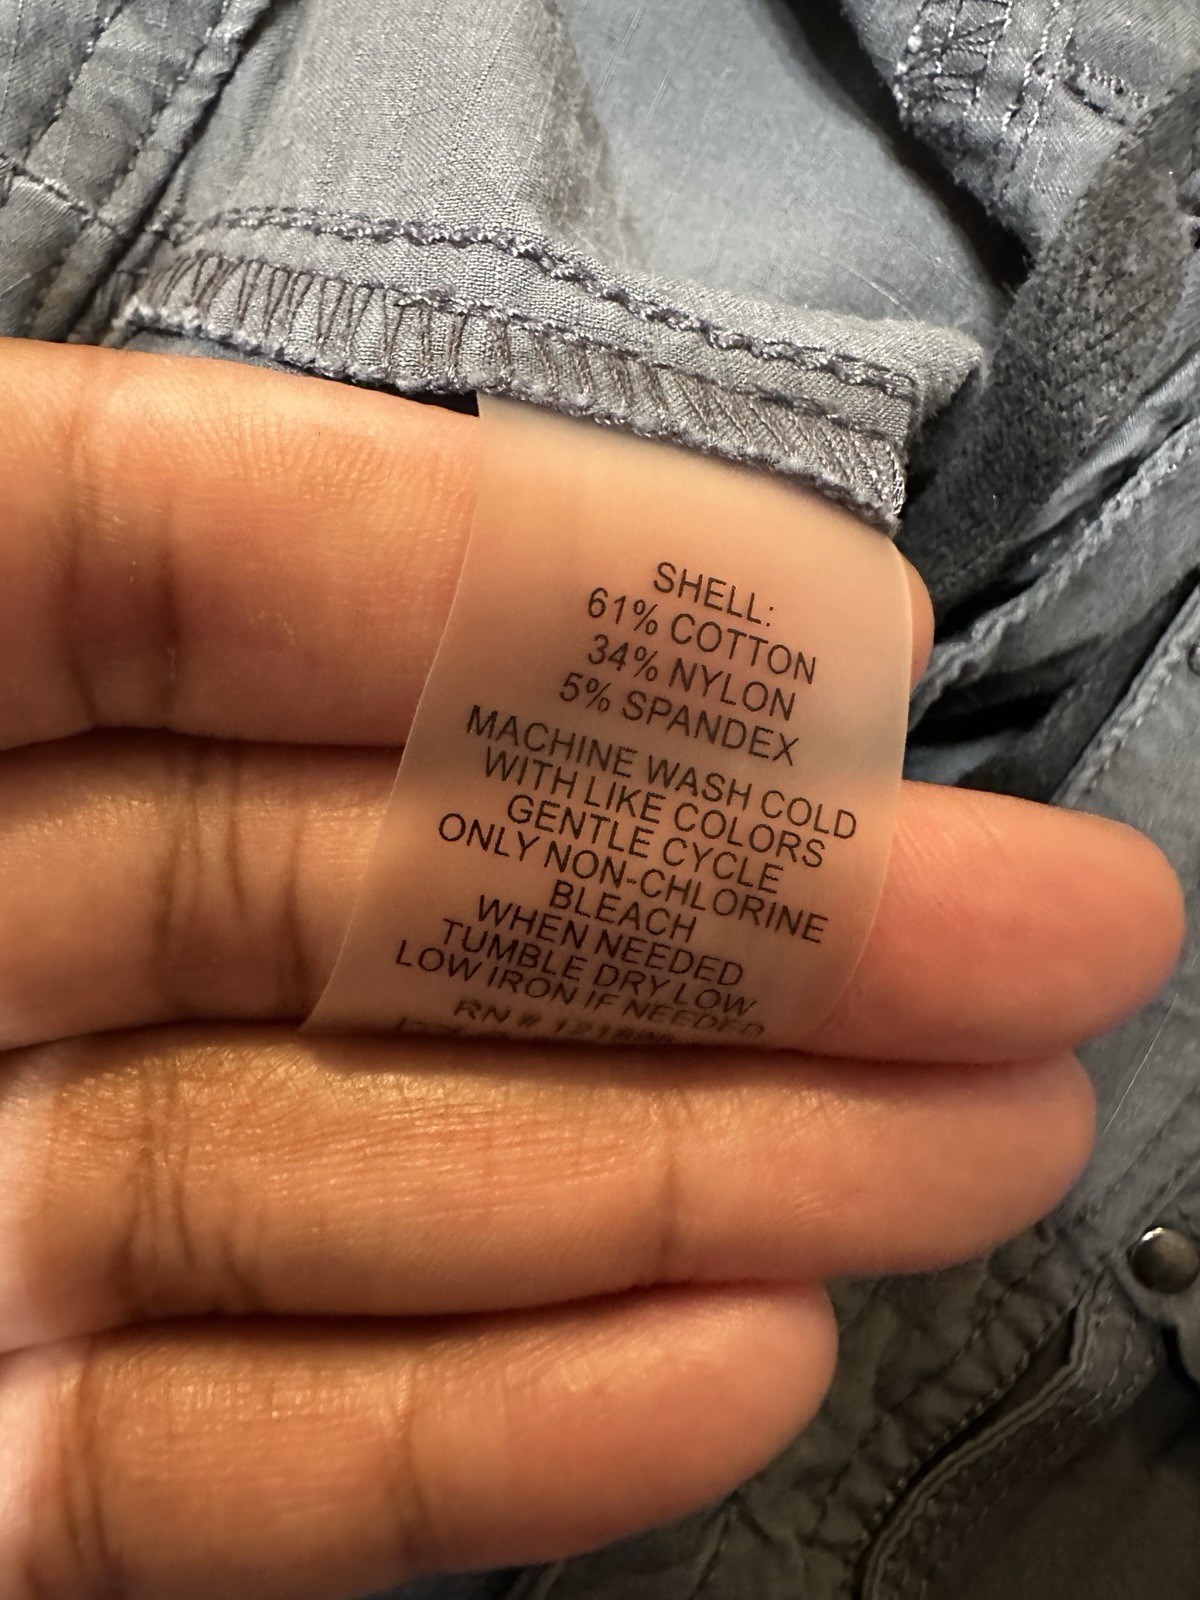 SHELL:
61% COTTON
34% NYLON
5% SPANDEX
MACHINE WASH COLD
WITH LIKE COLORS
GENTLE CYCLE
ONLY NON-CHLORINE
BLEACH
WHEN NEEDED
TUMBLE DRY LOW
LOW IRON IF NEEDED
RN #